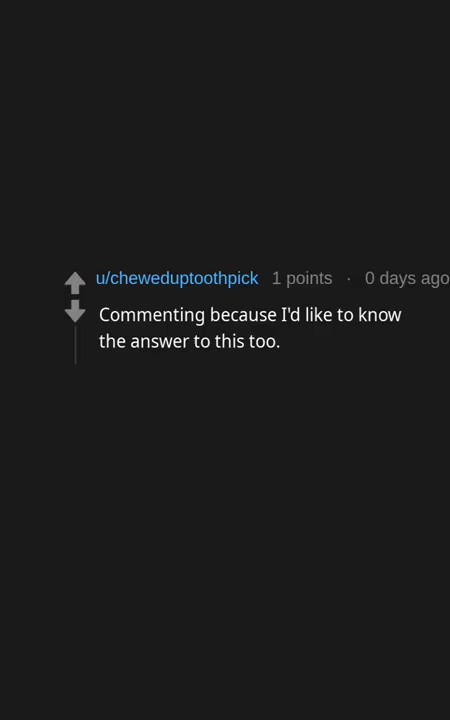 u/cheweduptoothpick 1 points · 0 days ago
Commenting because I'd like to know
the answer to this too.